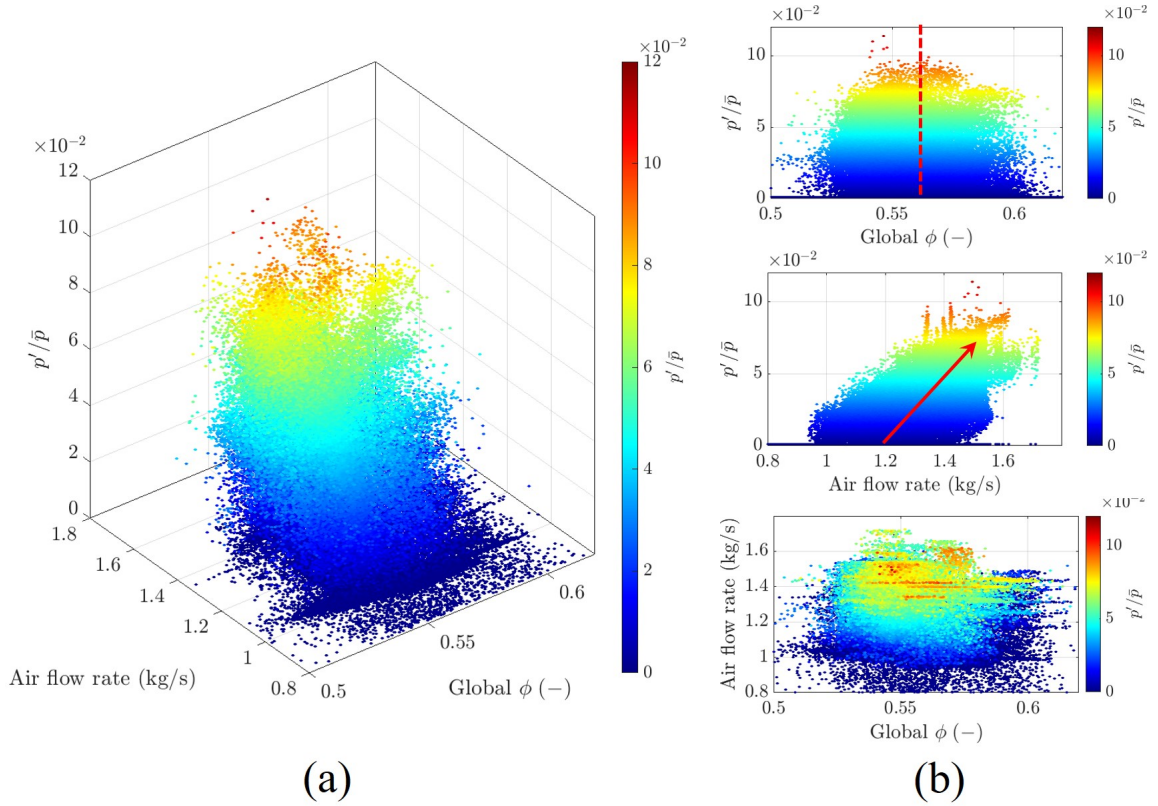 ×10⁻²
12
10
8
6
4
2
0
p′/p̄
1.8
1.6
1.4
1.2
1
0.8
Air flow rate (kg/s)
0.5
0.55
0.6
Global ϕ (−)
×10⁻²
12
10
8
6
4
2
0
p′/p̄
(a)
×10⁻²
10
5
0
p′/p̄
0.5 0.55 0.6
Global ϕ (−)
×10⁻²
10
5
0
p′/p̄
×10⁻²
10
5
0
p′/p̄
0.8 1 1.2 1.4 1.6
Air flow rate (kg/s)
×10⁻²
10
5
0
p′/p̄
1.6
1.4
1.2
1
0.8
Air flow rate (kg/s)
0.5 0.55 0.6
Global ϕ (−)
×10⁻²
10
5
0
p′/p̄
(b)